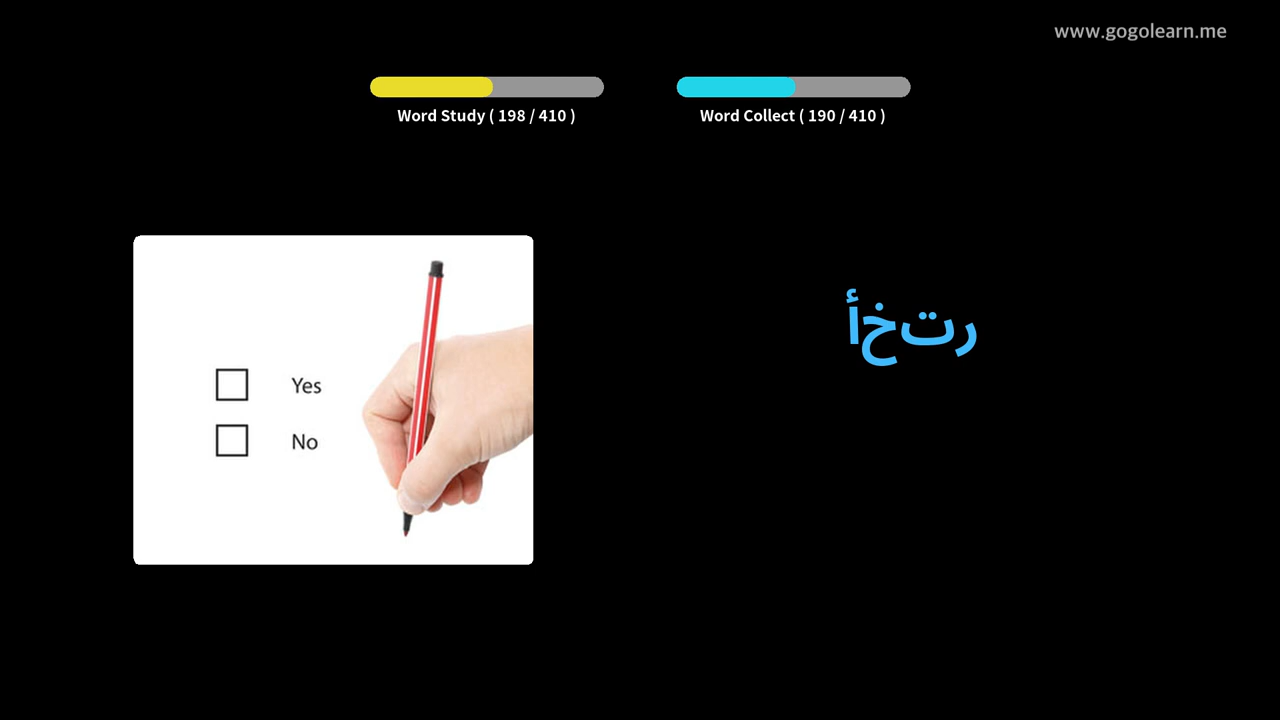 www.gogolearn.me
Word Study ( 198 / 410 )
Word Collect ( 190 / 410 )
رتخأ
Yes
No